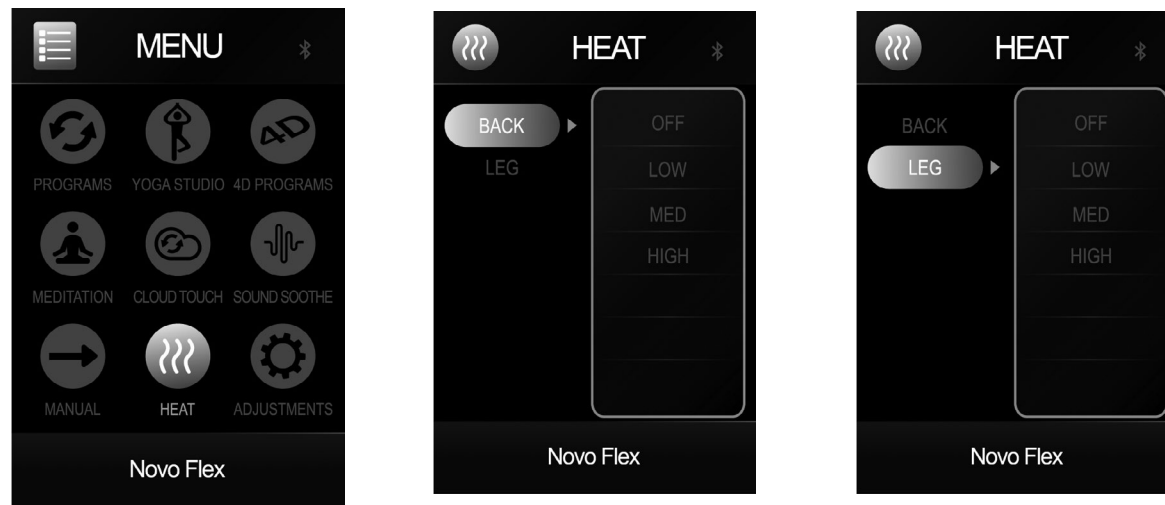 MENU
PROGRAMS YOGA STUDIO 4D PROGRAMS
4D
MEDITATION CLOUD TOUCH SOUND SOOTHE
MANUAL HEAT ADJUSTMENTS
Novo Flex
HEAT
BACK
LEG
OFF
LOW
MED
HIGH
Novo Flex
HEAT
BACK
LEG
OFF
LOW
MED
HIGH
Novo Flex